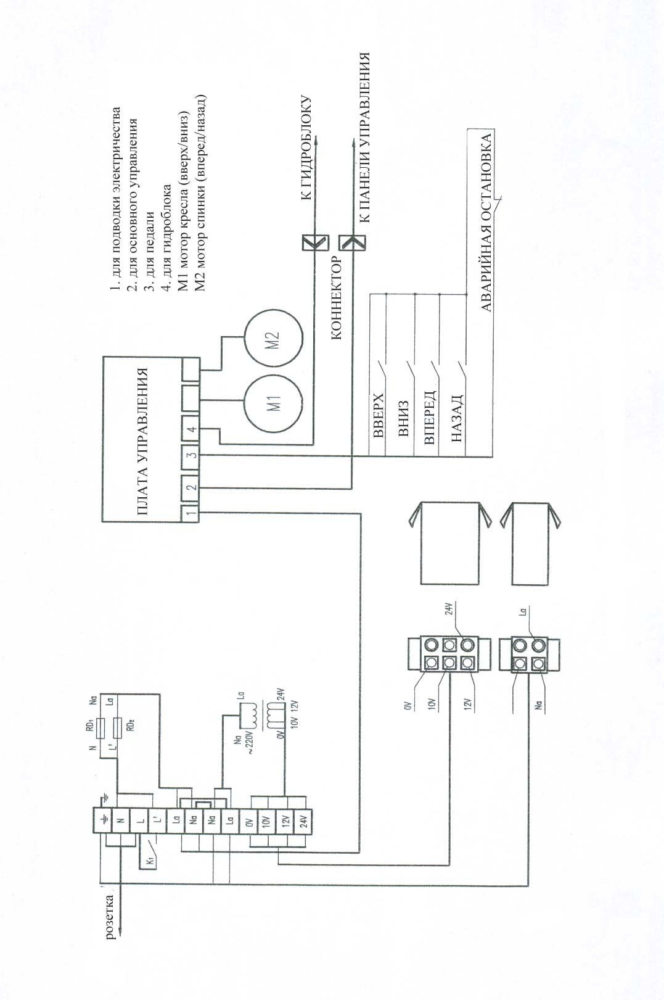 1. для подводки электричества
2. для основного управления
3. для педали
4. для гидроблока
М1 мотор кресла (вверх/вниз)
М2 мотор спинки (вперед/назад)
ПЛАТА УПРАВЛЕНИЯ
1
2
3
4
M1
M2
К ГИДРОБЛОКУ
КОННЕКТОР
К ПАНЕЛИ УПРАВЛЕНИЯ
ВВЕРХ
ВНИЗ
ВПЕРЕД
НАЗАД
АВАРИЙНАЯ ОСТАНОВКА
розетка
N
L
L'
La
Na
Na
La
0V
10V
12V
24V
K1
N
RD1
Na
L'
RD2
La
Na
La
~220V
0V
24V
10V 12V
0V
10V
12V
24V
Na
La